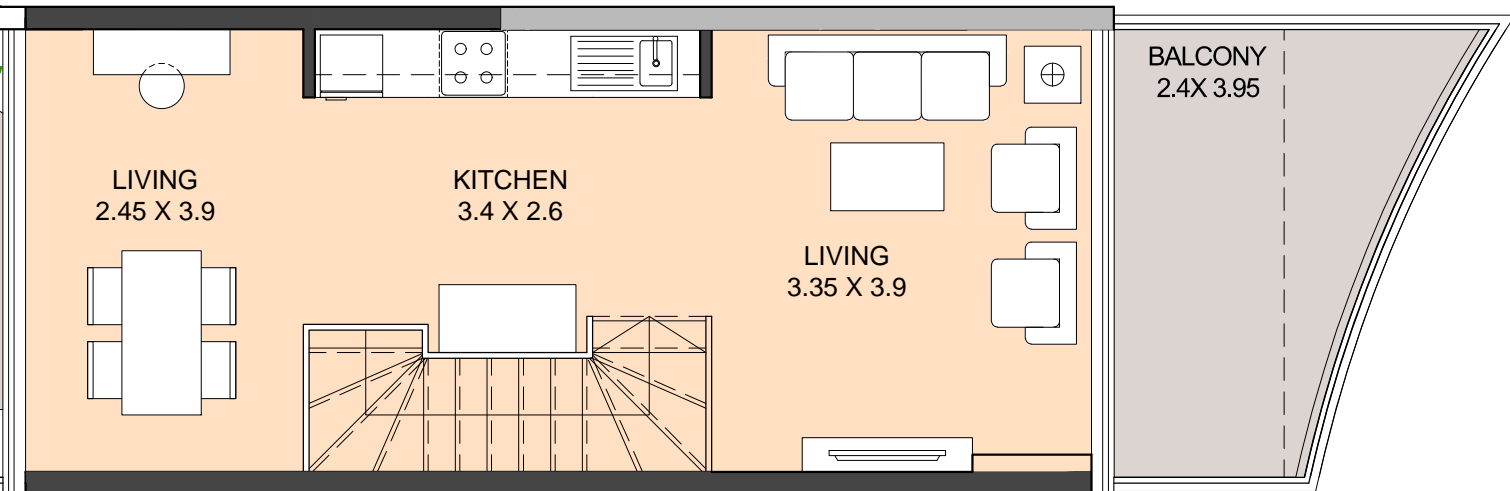 LIVING
2.45 X 3.9
KITCHEN
3.4 X 2.6
LIVING
3.35 X 3.9
BALCONY
2.4X 3.95